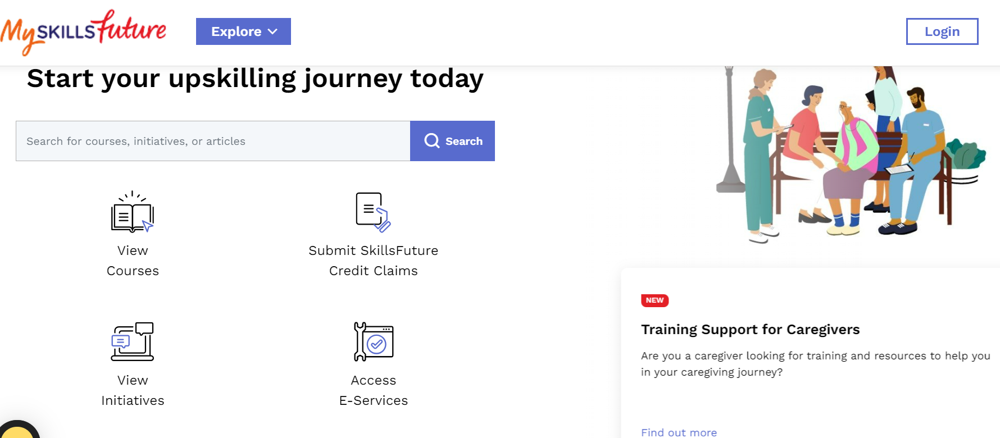 MySKILLSfuture
Explore
Login
Start your upskilling journey today
Search for courses, initiatives, or articles
Search
View
Courses
Submit SkillsFuture
Credit Claims
View
Initiatives
Access
E-Services
NEW
Training Support for Caregivers
Are you a caregiver looking for training and resources to help you
in your caregiving journey?
Find out more